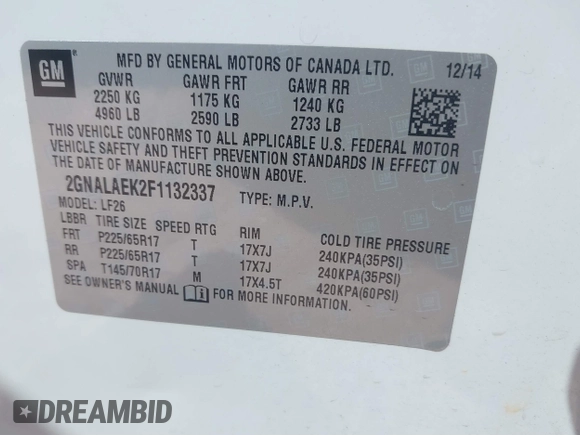 GM
MFD BY GENERAL MOTORS OF CANADA LTD. 12/14
GVWR GAWR FRT GAWR RR
2250 KG 1175 KG 1240 KG
4960 LB 2590 LB 2733 LB
THIS VEHICLE CONFORMS TO ALL APPLICABLE U.S. FEDERAL MOTOR
VEHICLE SAFETY AND THEFT PREVENTION STANDARDS IN EFFECT ON
THE DATE OF MANUFACTURE SHOWN ABOVE.
2GNALAEK2F1132337 TYPE: M.P.V.
MODEL: LF26
LBBR TIRE SIZE SPEED RTG RIM COLD TIRE PRESSURE
FRT P225/65R17 T 17X7J 240KPA(35PSI)
RR P225/65R17 T 17X7J 240KPA(35PSI)
SPA T145/70R17 M 17X4.5T 420KPA(60PSI)
SEE OWNER'S MANUAL FOR MORE INFORMATION.
DREAMBID